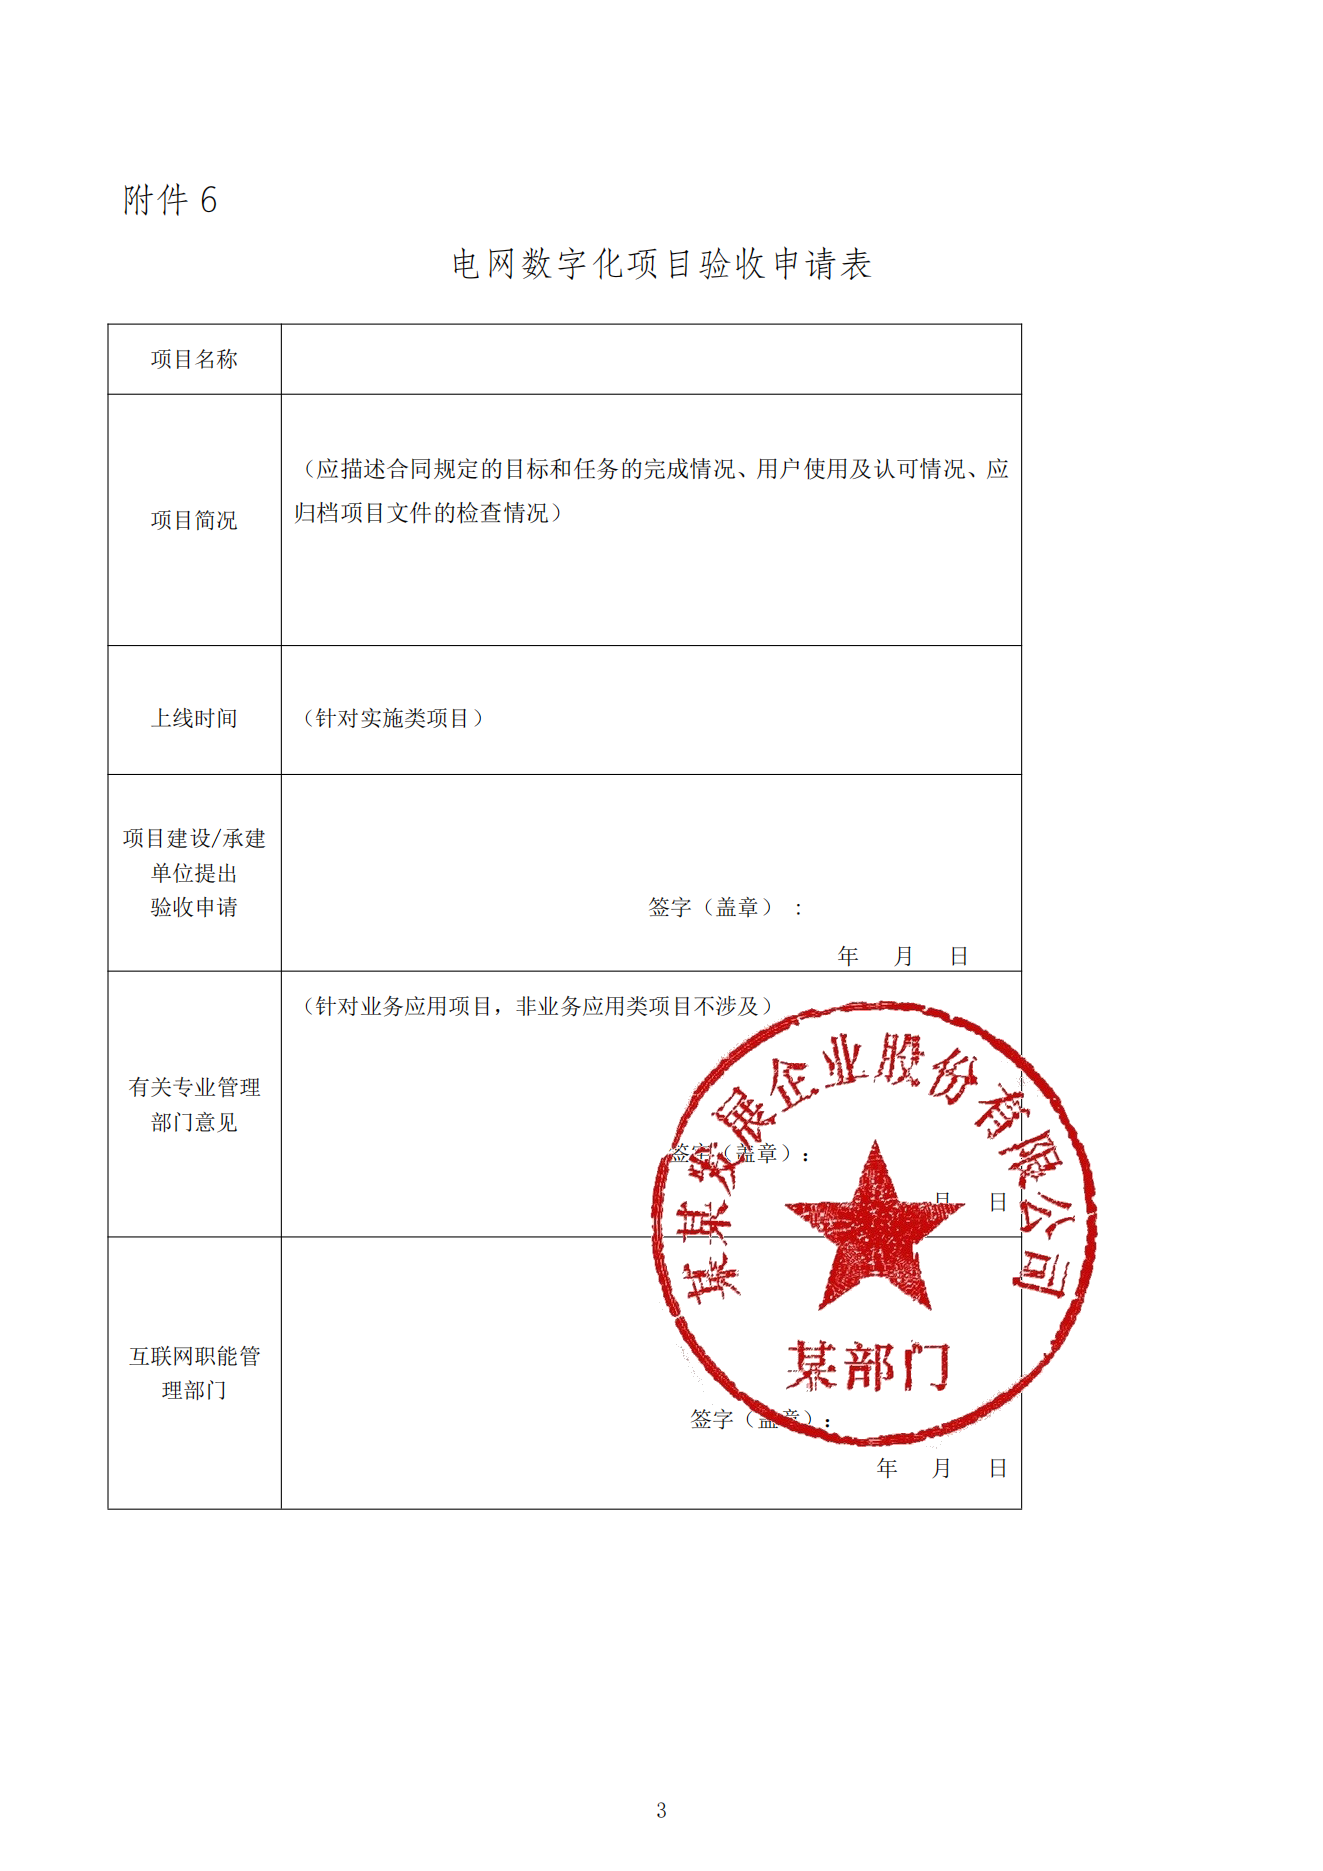 附件 6
电网数字化项目验收申请表
项目名称
项目简况
(应描述合同规定的目标和任务的完成情况、用户使用及认可情况、应
归档项目文件的检查情况)
上线时间
(针对实施类项目)
项目建设/承建
单位提出
验收申请
签字(盖章) :
年 月 日
有关专业管理
部门意见
(针对业务应用项目,非业务应用类项目不涉及)
签字(盖章):
月 日
某某发展企业业股份有限公司
某部门
互联网职能管
理部门
签字(盖章):
年 月 日
3